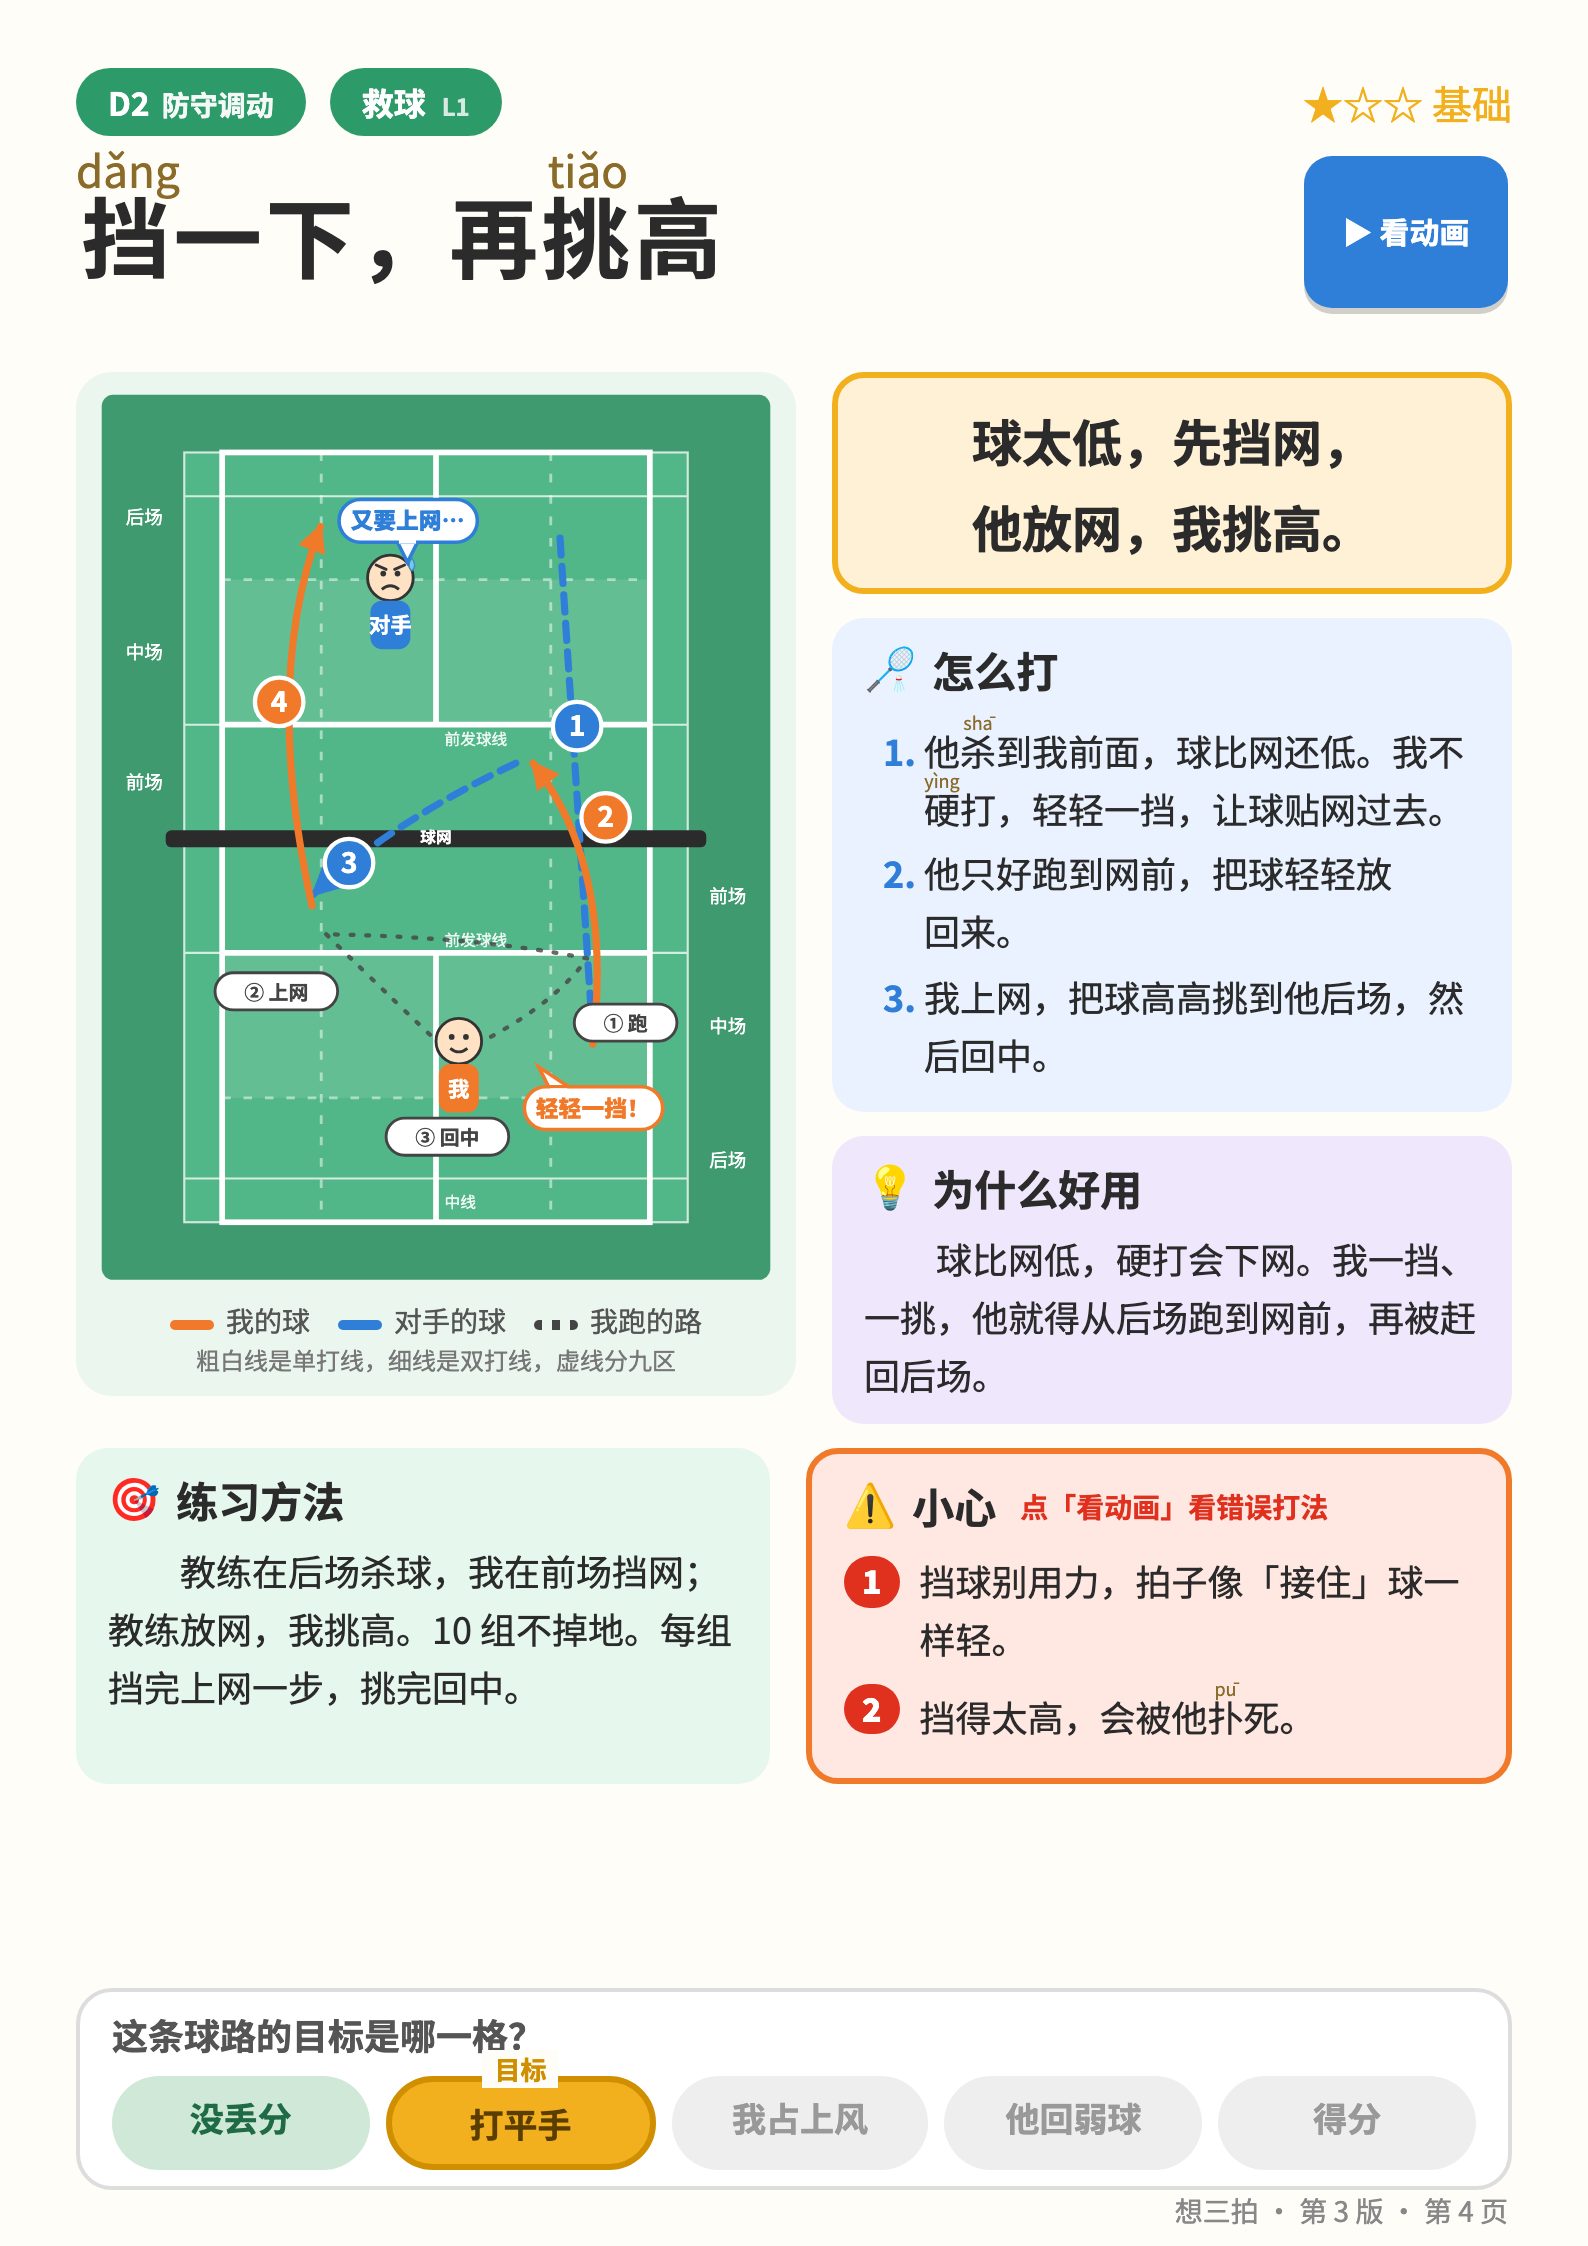 D2 防守调动
救球 L1
★☆☆ 基础
dǎng tiǎo
挡一下，再挑高
▶ 看动画
后场
又要上网…
对手
中场
4
1
前发球线
前场
2
球网
3
前场
前发球线
② 上网
① 跑
中场
我
轻轻一挡！
③ 回中
后场
中线
我的球 对手的球 我跑的路
粗白线是单打线，细线是双打线，虚线分九区
球太低，先挡网，
他放网，我挑高。
怎么打
shā
1. 他杀到我前面，球比网还低。我不
yìng
硬打，轻轻一挡，让球贴网过去。
2. 他只好跑到网前，把球轻轻放
回来。
3. 我上网，把球高高挑到他后场，然
后回中。
为什么好用
球比网低，硬打会下网。我一挡、
一挑，他就得从后场跑到网前，再被赶
回后场。
练习方法
教练在后场杀球，我在前场挡网；
教练放网，我挑高。10 组不掉地。每组
挡完上网一步，挑完回中。
小心 点「看动画」看错误打法
1 挡球别用力，拍子像「接住」球一
样轻。
pū
2 挡得太高，会被他扑死。
这条球路的目标是哪一格？
目标
没丢分 打平手 我占上风 他回弱球 得分
想三拍 · 第 3 版 · 第 4 页